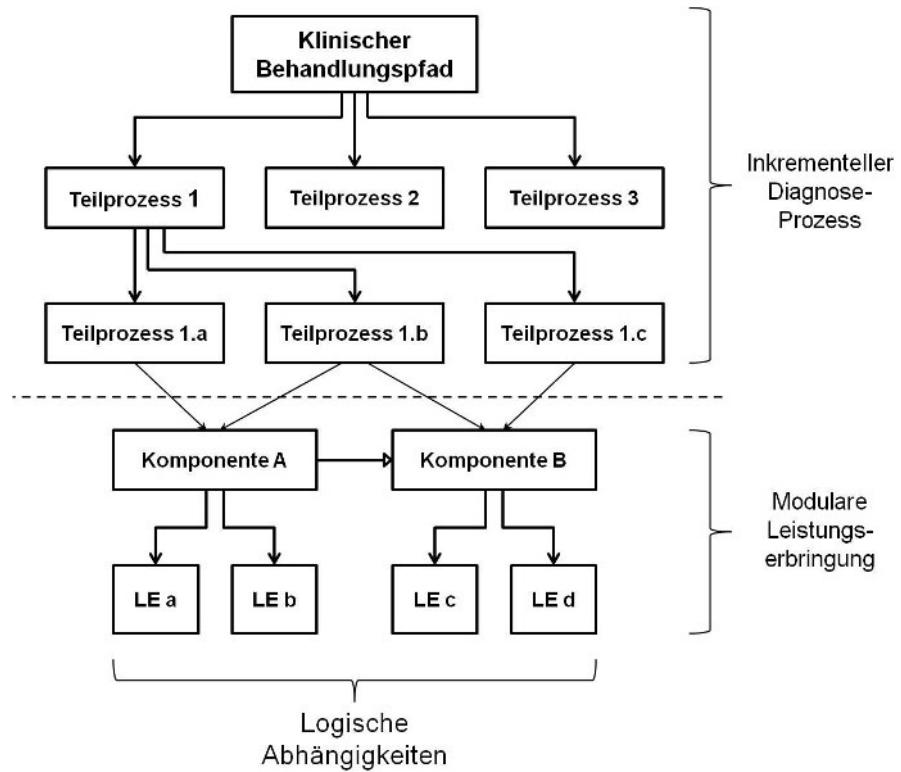 Klinischer
Behandlungspfad
Teilprozess 1
Teilprozess 2
Teilprozess 3
Inkrementeller
Diagnose-
Prozess
Teilprozess 1.a
Teilprozess 1.b
Teilprozess 1.c
Komponente A
Komponente B
Modulare
Leistungs-
erbringung
LE a
LE b
LE c
LE d
Logische
Abhängigkeiten